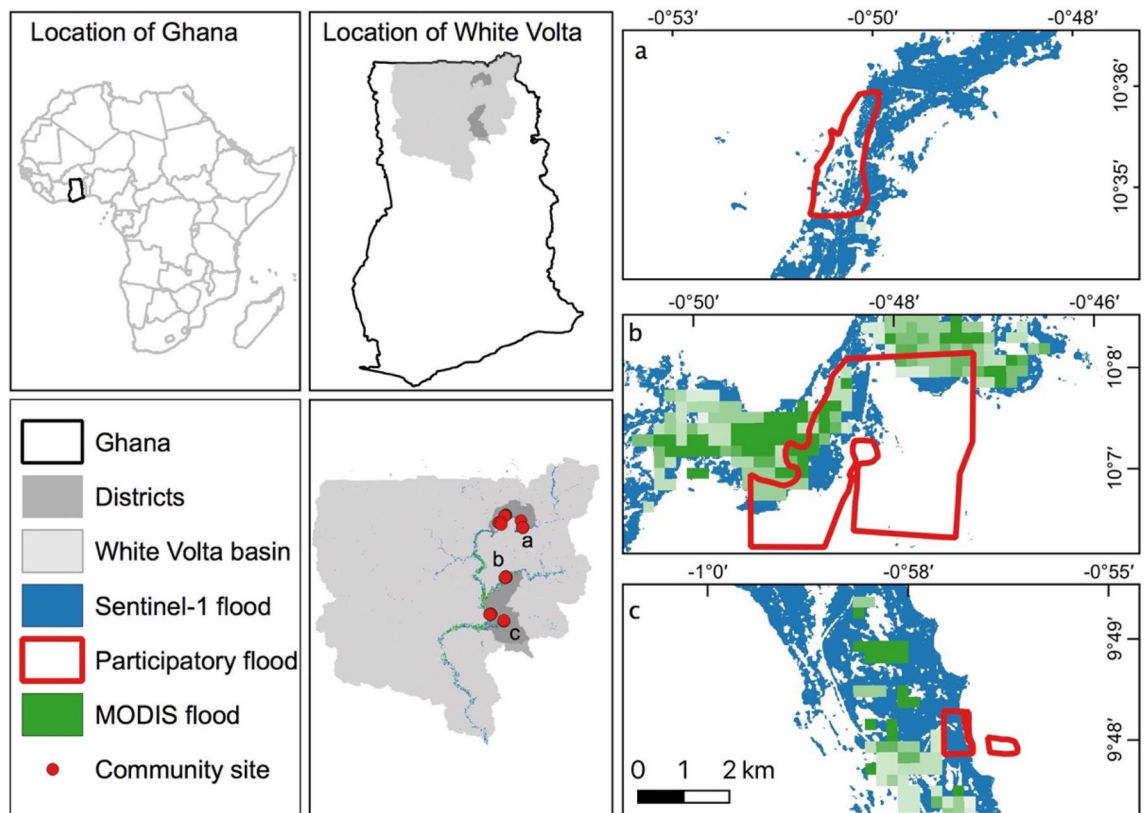 Location of Ghana
Location of White Volta
Ghana
Districts
White Volta basin
Sentinel-1 flood
Participatory flood
MODIS flood
Community site
a
b
c
-0°53' -0°50' -0°48'
a
10°36'
10°35'
-0°50' -0°48' -0°46'
b
10°8'
10°7'
-1°0' -0°58' -0°55'
c
9°49'
9°48'
0 1 2 km